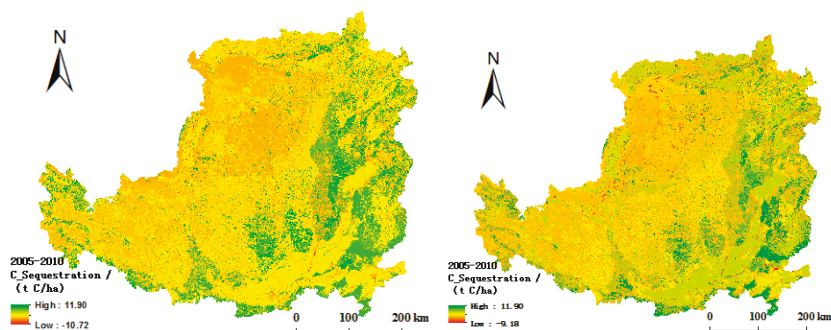 N
2005-2010
C_Sequestration /
(t C/ha)
High : 11.90
Low : -10.72
0 100 200 km
N
2005-2010
C_Sequestration /
(t C/ha)
High : 11.90
Low : -9.18
0 100 200 km